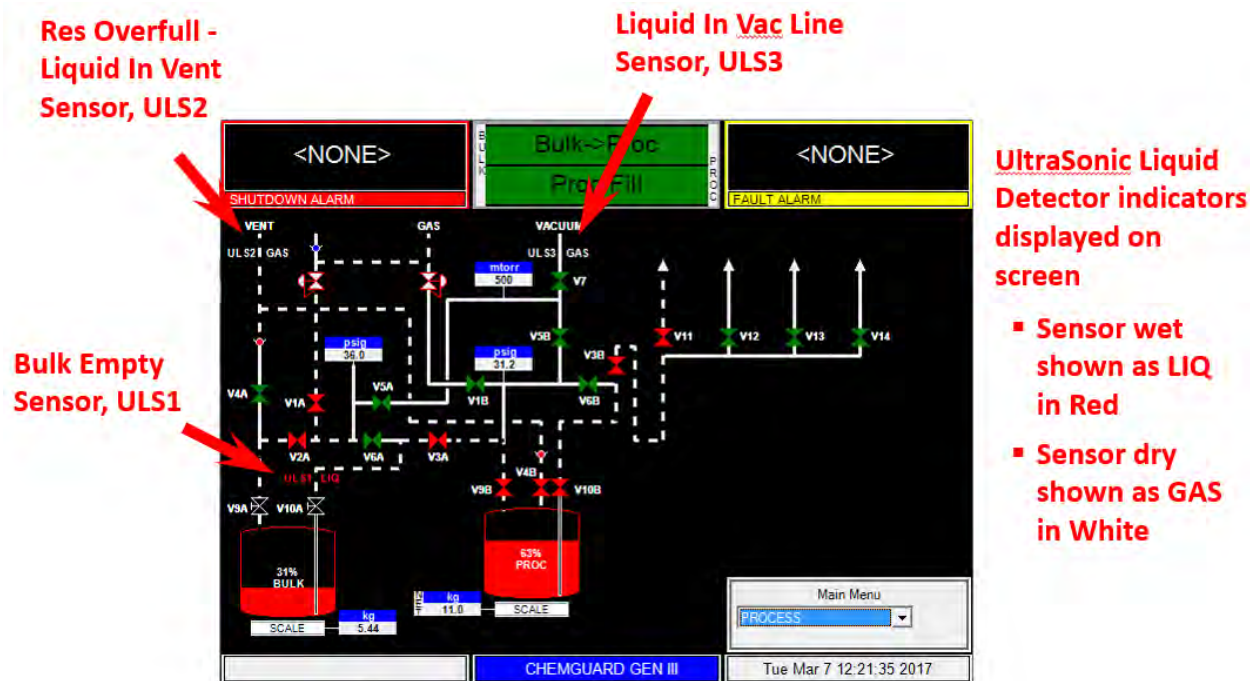 Res Overfull -
Liquid In Vent
Sensor, ULS2
Liquid In Vac Line
Sensor, ULS3
Bulk Empty
Sensor, ULS1
UltraSonic Liquid
Detector indicators
displayed on
screen
▪ Sensor wet
shown as LIQ
in Red
▪ Sensor dry
shown as GAS
in White
<NONE>
SHUTDOWN ALARM
BULK
Bulk->Proc
Proc Fill
PROC
<NONE>
FAULT ALARM
VENT
GAS
VACUUM
ULS2 GAS
ULS3 GAS
mtorr
500
V7
psig
36.0
psig
31.2
V5B
V3B
V11
V12
V13
V14
V4A
V1A
V5A
V1B
V6B
V2A
V6A
V3A
ULS1 LIQ
V4B
V9B
V10B
V9A
V10A
31%
BULK
63%
PROC
SCALE
kg
5.44
NET
kg
11.0
SCALE
Main Menu
PROCESS
CHEMGUARD GEN III
Tue Mar 7 12:21:35 2017